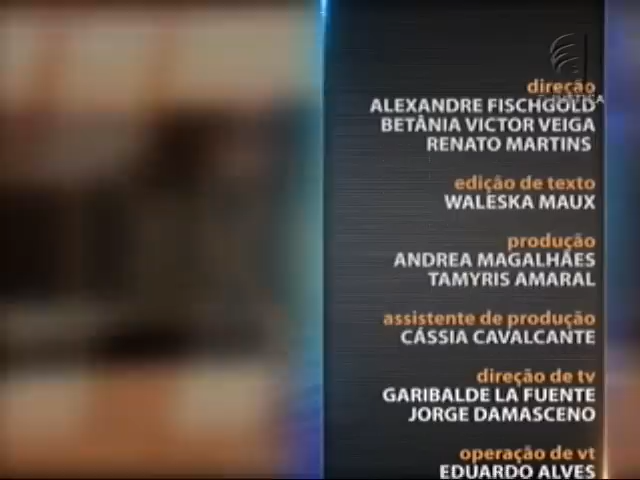 direção
ALEXANDRE FISCHGOLD
BETÂNIA VICTOR VEIGA
RENATO MARTINS
edição de texto
WALESKA MAUX
produção
ANDREA MAGALHÃES
TAMYRIS AMARAL
assistente de produção
CÁSSIA CAVALCANTE
direção de tv
GARIBALDE LA FUENTE
JORGE DAMASCENO
operação de vt
EDUARDO ALVES